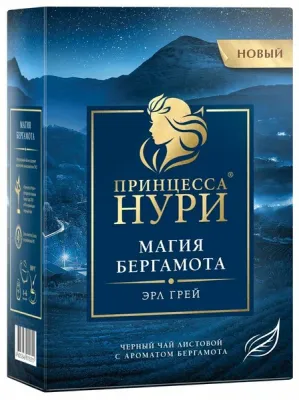 НОВЫЙ
ПРИНЦЕССА®
НУРИ
МАГИЯ
БЕРГАМОТА
ЭРЛ ГРЕЙ
ЧЕРНЫЙ ЧАЙ ЛИСТОВОЙ
С АРОМАТОМ БЕРГАМОТА
МАГИЯ
БЕРГАМОТА